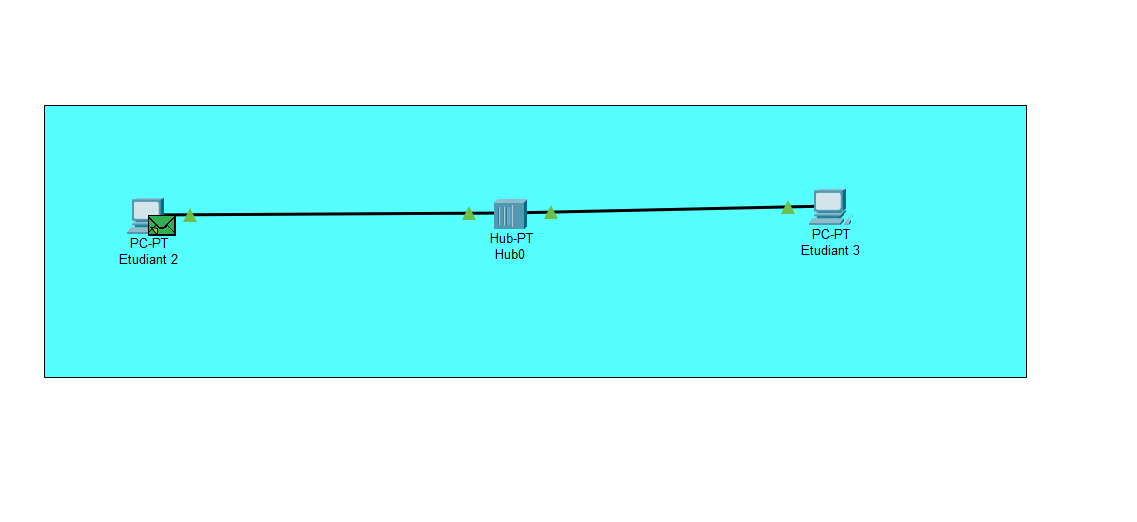 PC-PT
Etudiant 2
Hub-PT
Hub0
PC-PT
Etudiant 3